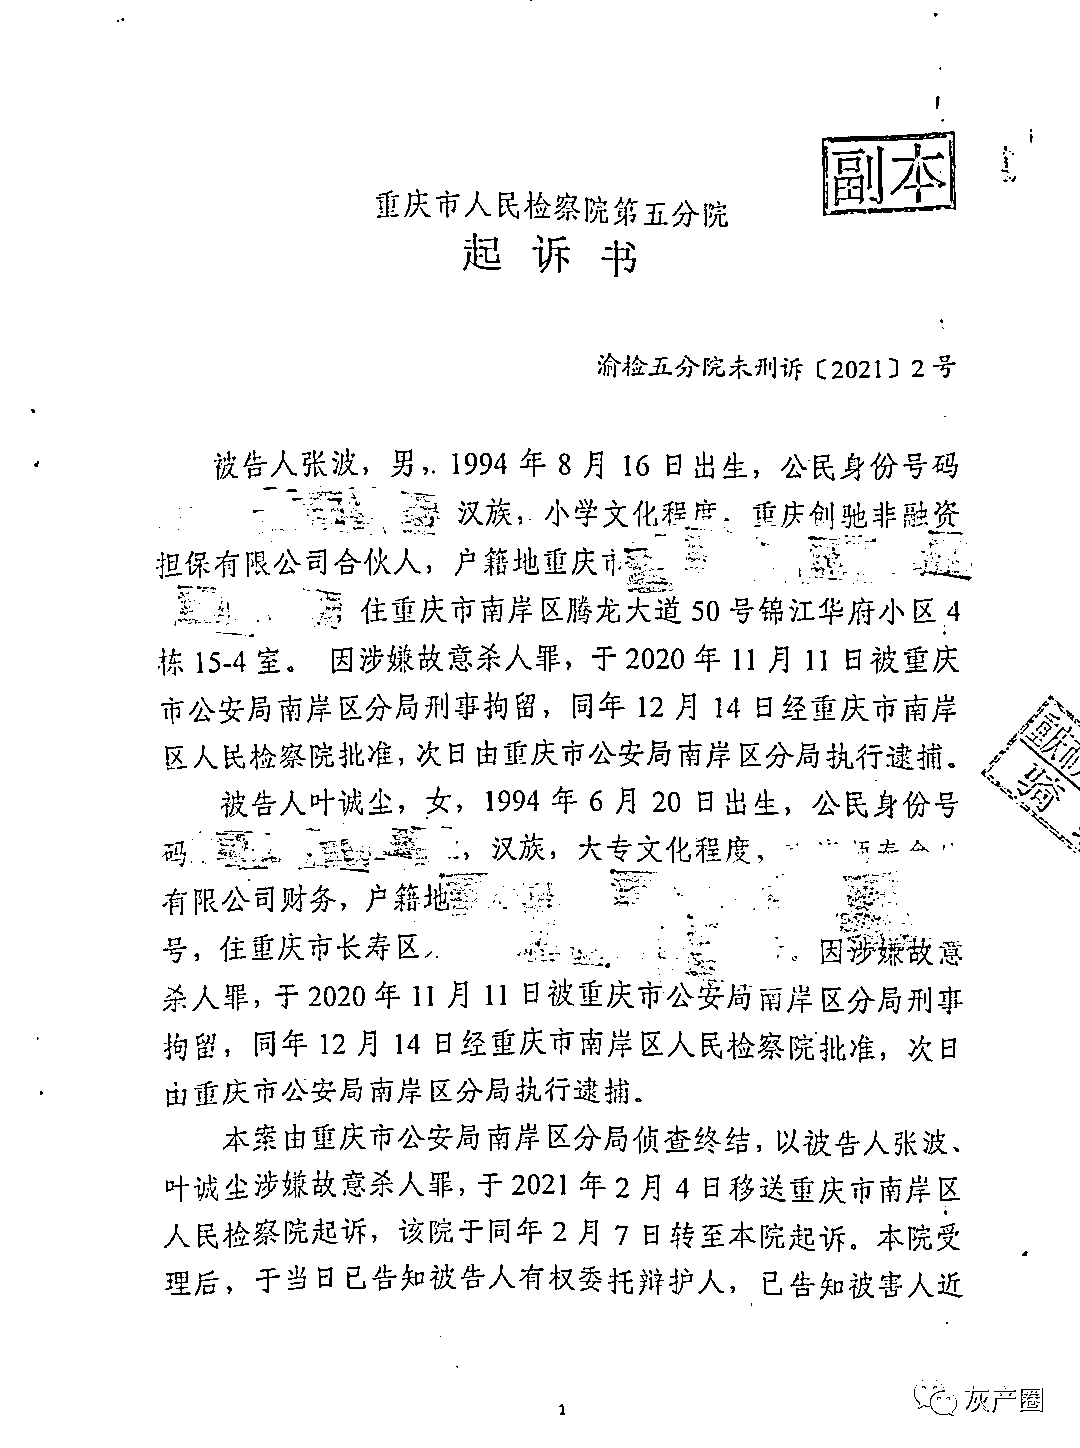 副本
重庆市人民检察院第五分院
起诉书
渝检五分院未刑诉〔2021〕2号
被告人张波，男，1994年8月16日出生，公民身份号码
汉族，小学文化程度，重庆创驰非融资
担保有限公司合伙人，户籍地重庆市
住重庆市南岸区腾龙大道50号锦江华府小区4
栋15-4室。因涉嫌故意杀人罪，于2020年11月11日被重庆
市公安局南岸区分局刑事拘留，同年12月14日经重庆市南岸
区人民检察院批准，次日由重庆市公安局南岸区分局执行逮捕。
被告人叶诚尘，女，1994年6月20日出生，公民身份号
码，汉族，大专文化程度，
有限公司财务，户籍地
号，住重庆市长寿区。因涉嫌故意
杀人罪，于2020年11月11日被重庆市公安局南岸区分局刑事
拘留，同年12月14日经重庆市南岸区人民检察院批准，次日
由重庆市公安局南岸区分局执行逮捕。
本案由重庆市公安局南岸区分局侦查终结，以被告人张波、
叶诚尘涉嫌故意杀人罪，于2021年2月4日移送重庆市南岸区
人民检察院起诉，该院于同年2月7日转至本院起诉。本院受
理后，于当日已告知被告人有权委托辩护人，已告知被害人近
1
灰产圈